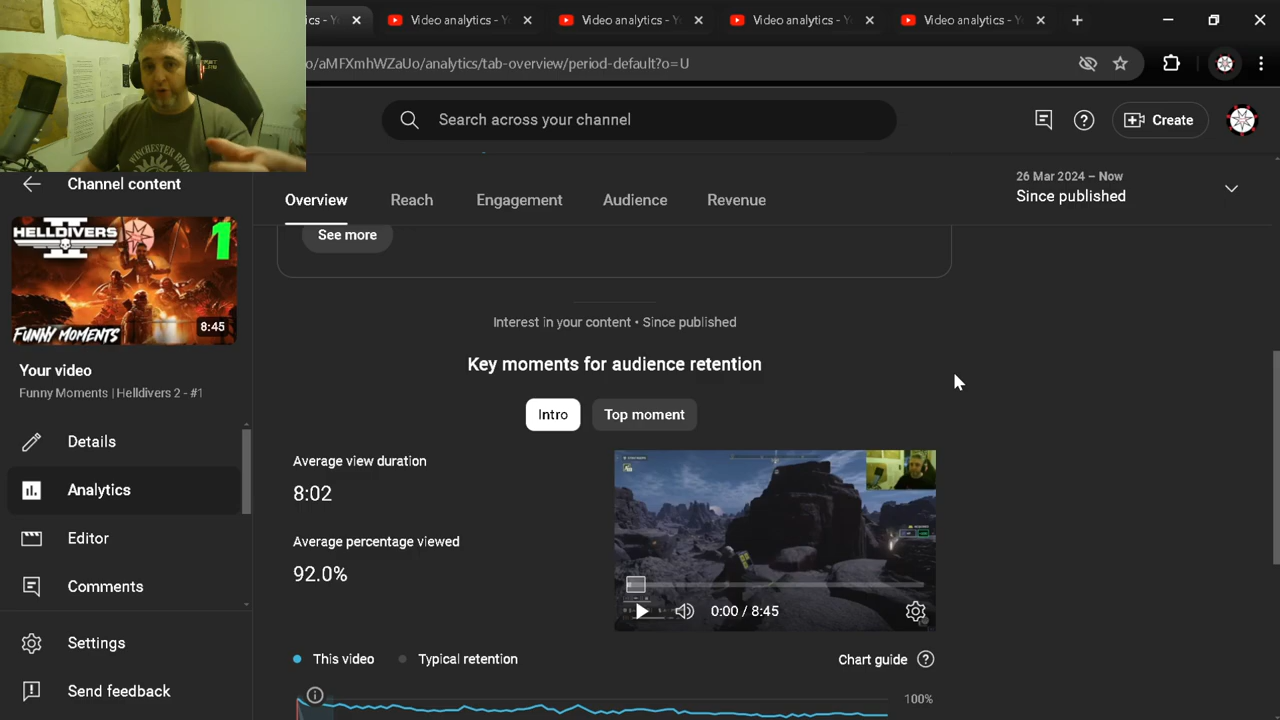 ics - Y
Video analytics - Y
Video analytics - Y
Video analytics - Y
Video analytics - Y
o/aMFXmhWZaUo/analytics/tab-overview/period-default?o=U
Search across your channel
Create
WINCHESTER BROS
Channel content
26 Mar 2024 – Now
Since published
Overview
Reach
Engagement
Audience
Revenue
HELLDIVERS
II
1
FUNNY MOMENTS
8:45
See more
Interest in your content • Since published
Key moments for audience retention
Your video
Funny Moments | Helldivers 2 - #1
Intro
Top moment
Details
Average view duration
8:02
Analytics
Average percentage viewed
92.0%
Editor
Comments
0:00 / 8:45
Settings
This video
Typical retention
Chart guide
Send feedback
100%